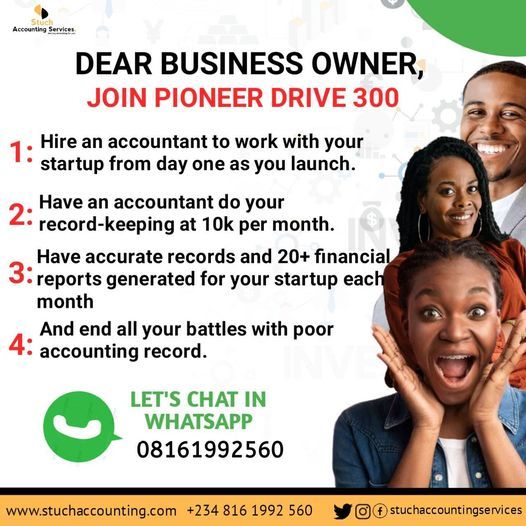 Stuch
Accounting Services
DEAR BUSINESS OWNER,
JOIN PIONEER DRIVE 300
1: Hire an accountant to work with your
startup from day one as you launch.
2: Have an accountant do your
record-keeping at 10k per month.
3: Have accurate records and 20+ financial
reports generated for your startup each
month
4: And end all your battles with poor
accounting record.
LET'S CHAT IN
WHATSAPP
08161992560
www.stuchaccounting.com +234 816 1992 560 stuchaccountingservices